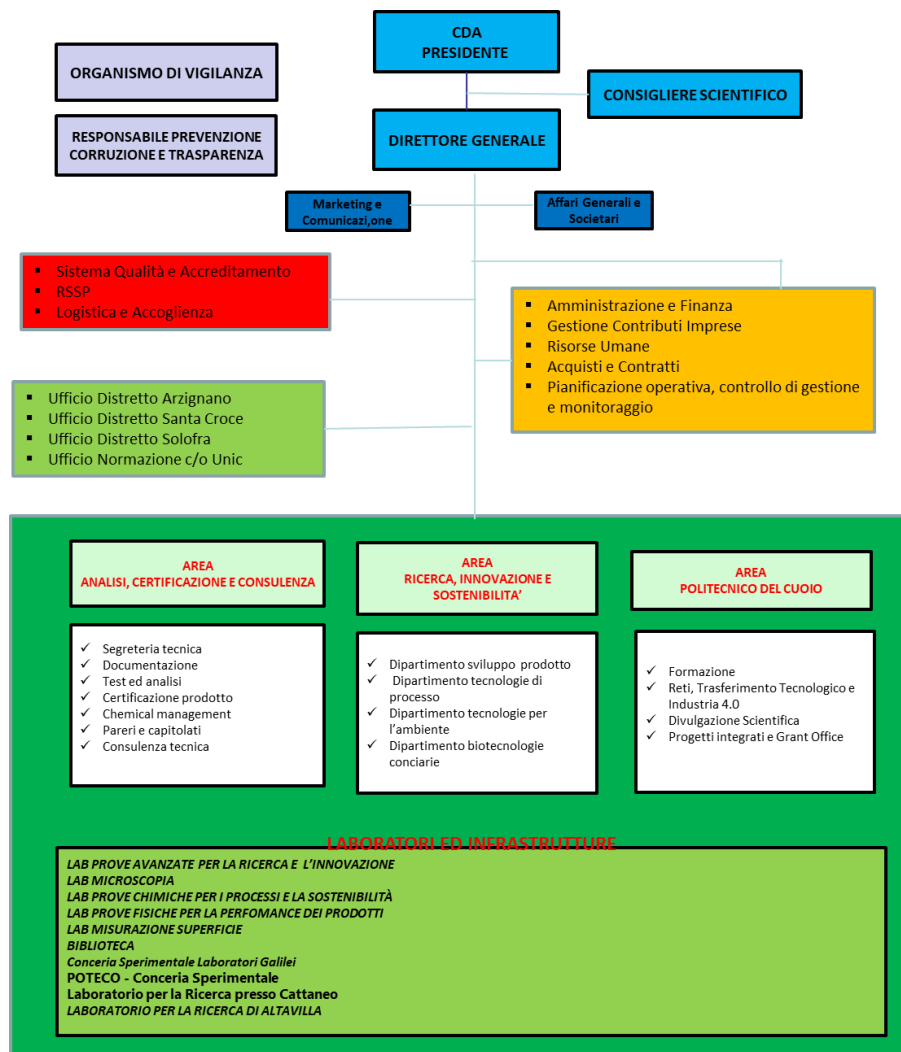 CDA
PRESIDENTE
ORGANISMO DI VIGILANZA
CONSIGLIERE SCIENTIFICO
RESPONSABILE PREVENZIONE
CORRUZIONE E TRASPARENZA
DIRETTORE GENERALE
Marketing e
Comunicazi,one
Affari Generali e
Societari
▪ Sistema Qualità e Accreditamento
▪ RSSP
▪ Logistica e Accoglienza
▪ Amministrazione e Finanza
▪ Gestione Contributi Imprese
▪ Risorse Umane
▪ Acquisti e Contratti
▪ Pianificazione operativa, controllo di gestione
e monitoraggio
▪ Ufficio Distretto Arzignano
▪ Ufficio Distretto Santa Croce
▪ Ufficio Distretto Solofra
▪ Ufficio Normazione c/o Unic
AREA
ANALISI, CERTIFICAZIONE E CONSULENZA
✓ Segreteria tecnica
✓ Documentazione
✓ Test ed analisi
✓ Certificazione prodotto
✓ Chemical management
✓ Pareri e capitolati
✓ Consulenza tecnica
AREA
RICERCA, INNOVAZIONE E
SOSTENIBILITA’
✓ Dipartimento sviluppo prodotto
✓ Dipartimento tecnologie di
processo
✓ Dipartimento tecnologie per
l’ambiente
✓ Dipartimento biotecnologie
conciarie
AREA
POLITECNICO DEL CUOIO
✓ Formazione
✓ Reti, Trasferimento Tecnologico e
Industria 4.0
✓ Divulgazione Scientifica
✓ Progetti integrati e Grant Office
LABORATORI ED INFRASTRUTTURE
LAB PROVE AVANZATE PER LA RICERCA E L’INNOVAZIONE
LAB MICROSCOPIA
LAB PROVE CHIMICHE PER I PROCESSI E LA SOSTENIBILITÀ
LAB PROVE FISICHE PER LA PERFOMANCE DEI PRODOTTI
LAB MISURAZIONE SUPERFICIE
BIBLIOTECA
Conceria Sperimentale Laboratori Galilei
POTECO - Conceria Sperimentale
Laboratorio per la Ricerca presso Cattaneo
LABORATORIO PER LA RICERCA DI ALTAVILLA